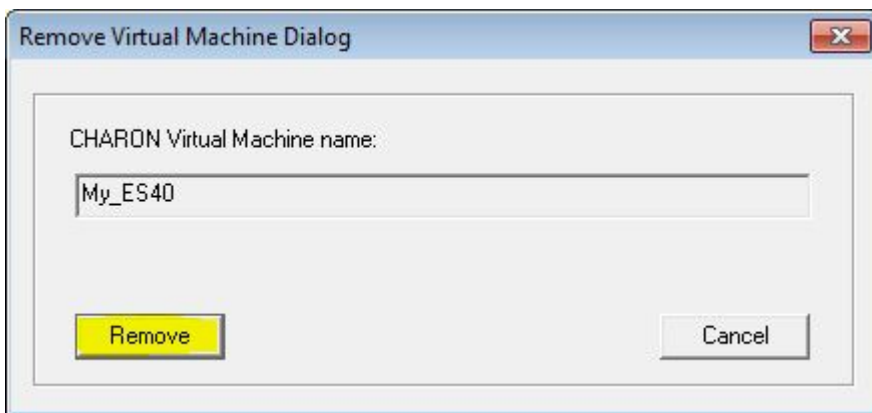 Remove Virtual Machine Dialog
CHARON Virtual Machine name:
My_ES40
Remove
Cancel